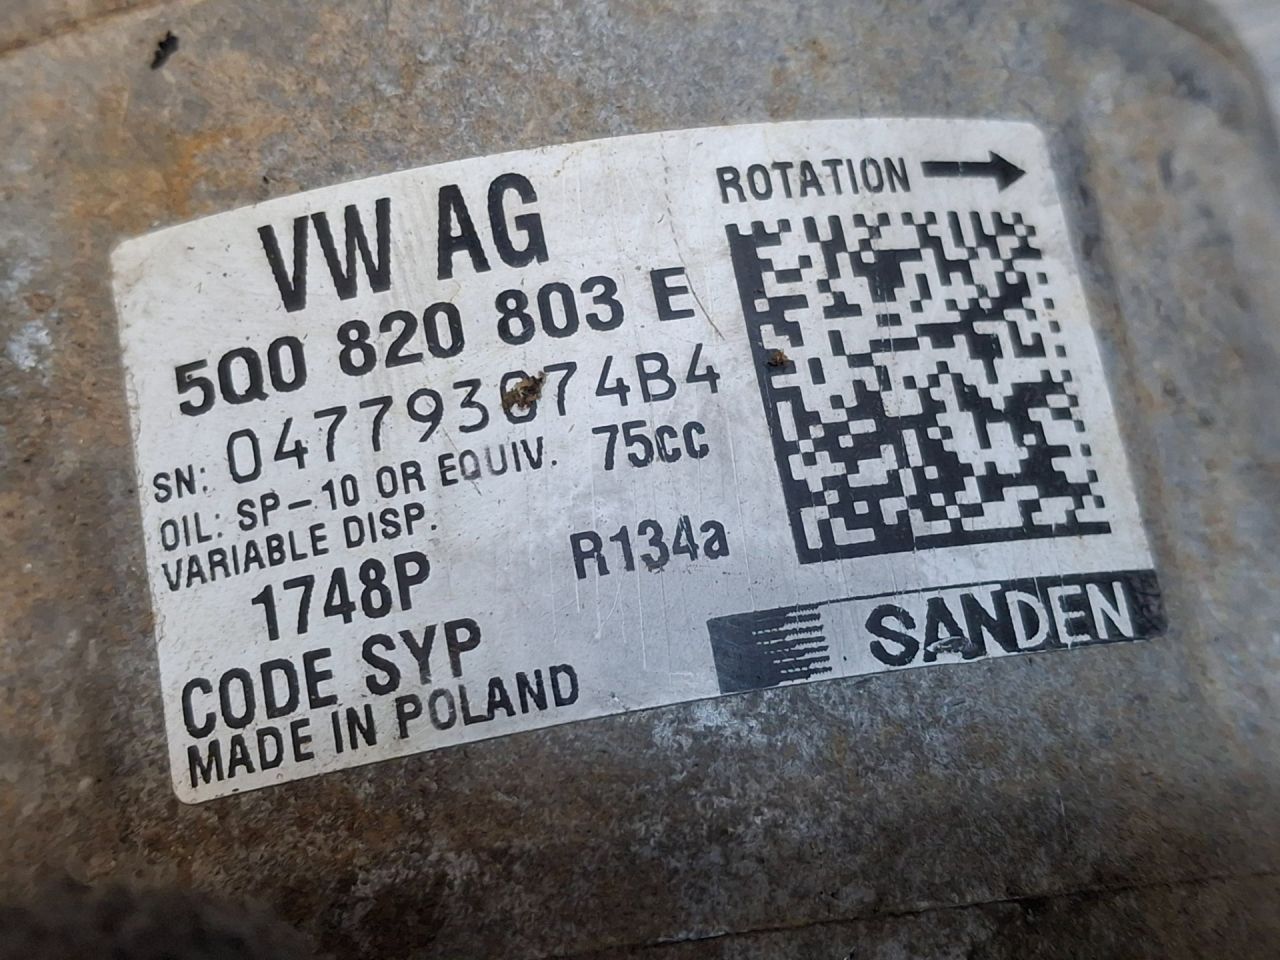 VW AG
ROTATION
5Q0 820 803 E
SN: 047793074B4
OIL: SP-10 OR EQUIV. 75cc
VARIABLE DISP.
1748P R134a
CODE SYP
MADE IN POLAND
SANDEN